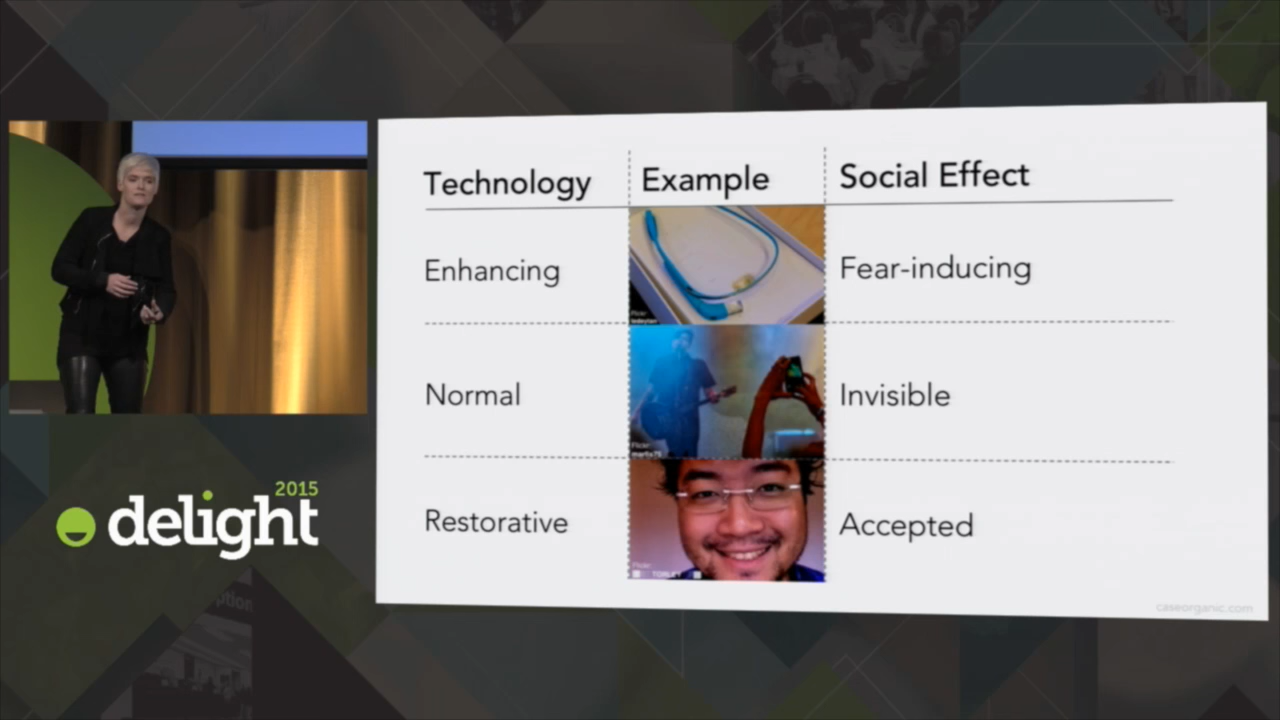 Technology Example Social Effect
Enhancing Fear-inducing
Normal Invisible
Restorative Accepted
2015
delight
caseorganic.com